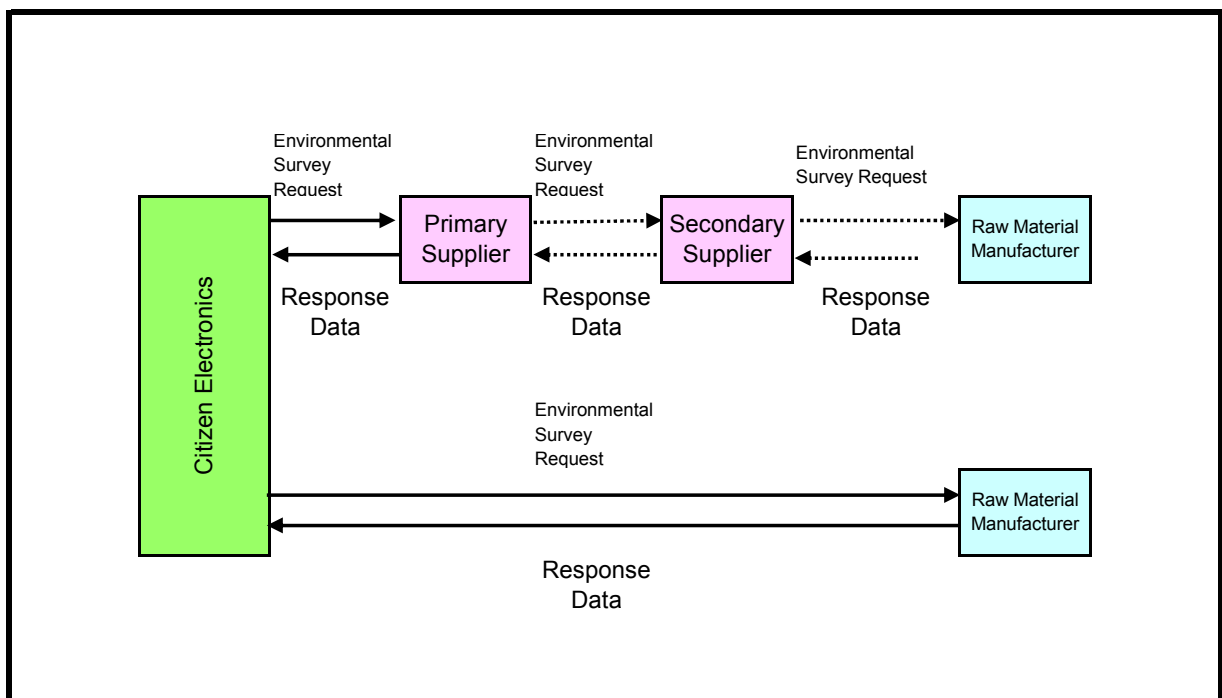 Environmental
Survey
Request
Environmental
Survey
Request
Environmental
Survey Request
Citizen Electronics
Primary
Supplier
Secondary
Supplier
Raw Material
Manufacturer
Response
Data
Response
Data
Response
Data
Environmental
Survey
Request
Raw Material
Manufacturer
Response
Data